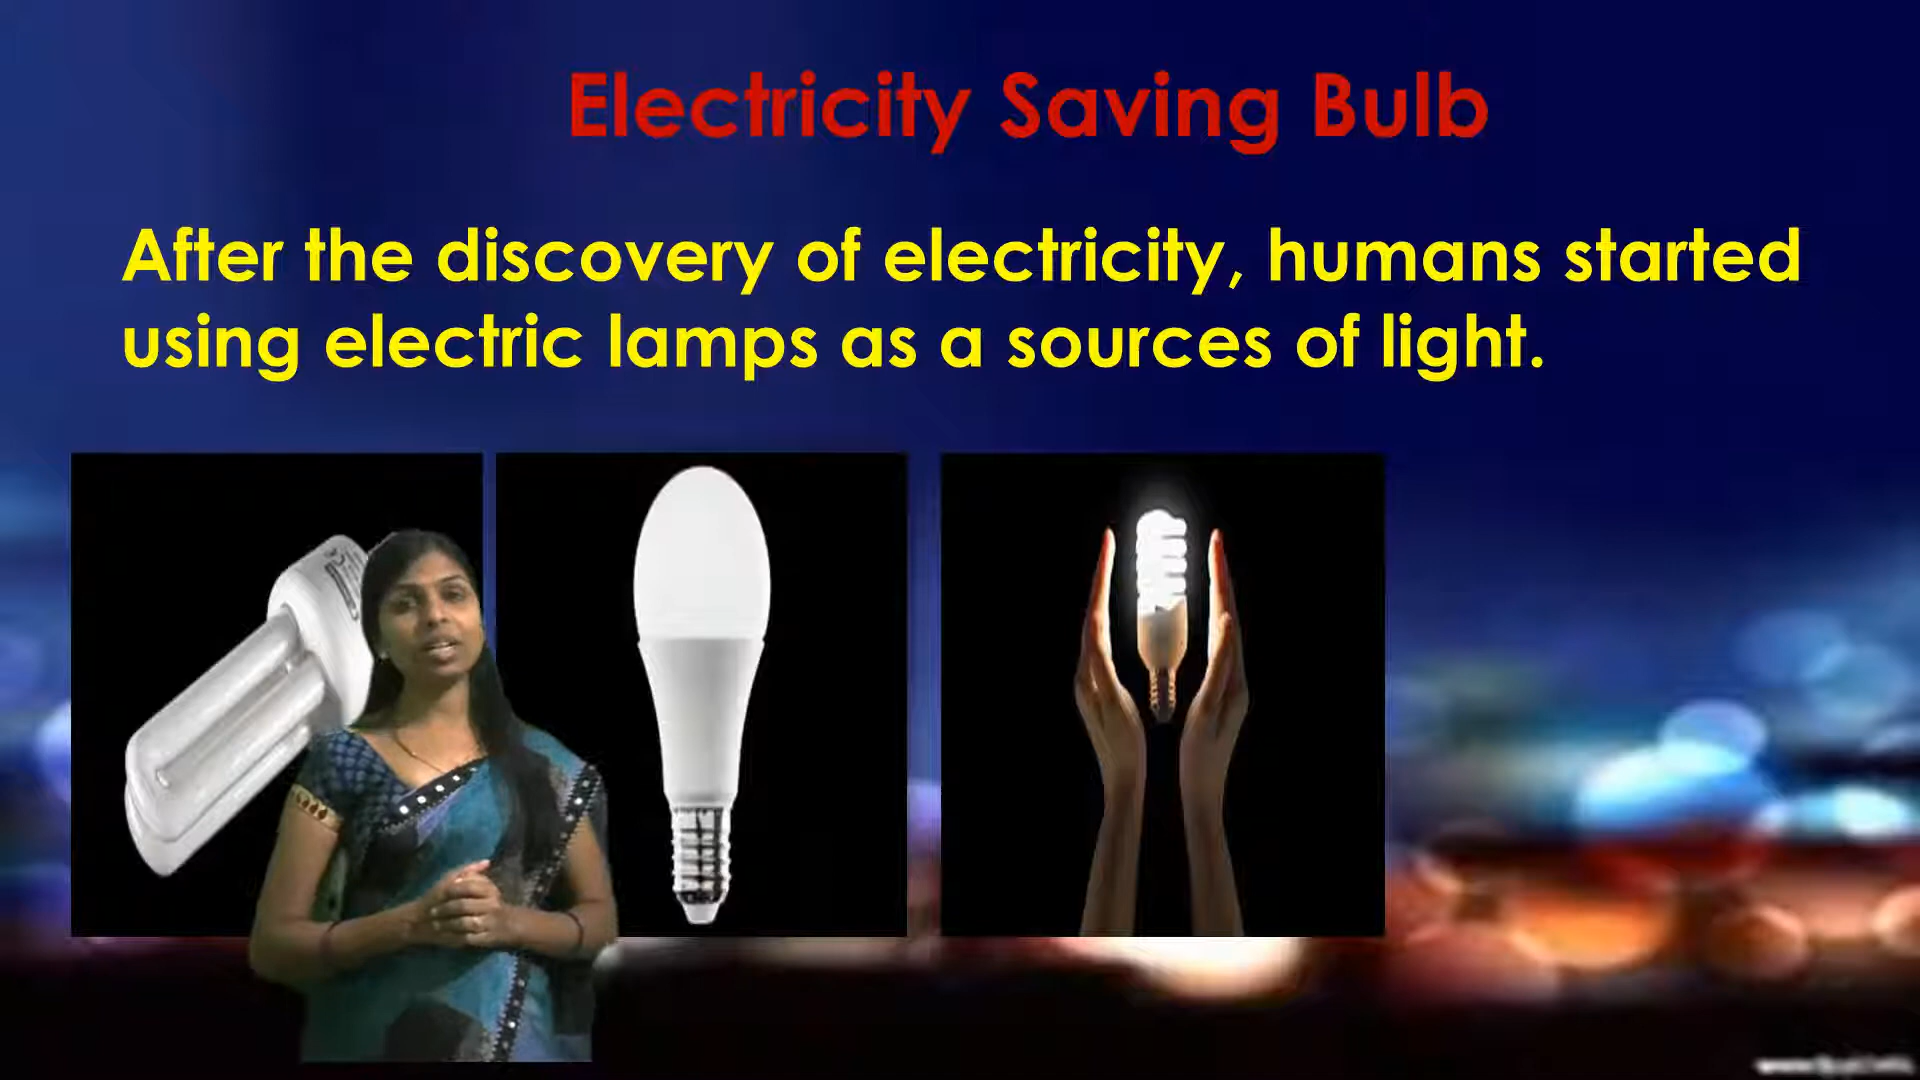 Electricity Saving Bulb
After the discovery of electricity, humans started
using electric lamps as a sources of light.